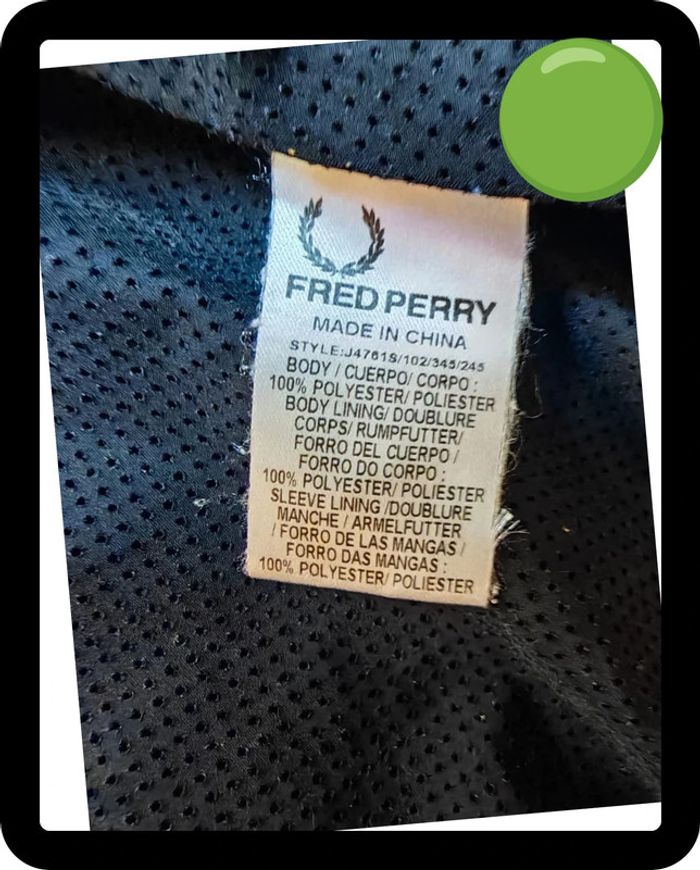 FRED PERRY
MADE IN CHINA
STYLE:J4761S/102/345/245
BODY / CUERPO/ CORPO :
100% POLYESTER/ POLIESTER
BODY LINING/ DOUBLURE
CORPS/ RUMPFUTTER/
FORRO DEL CUERPO /
FORRO DO CORPO :
100% POLYESTER/ POLIESTER
SLEEVE LINING /DOUBLURE
MANCHE / ARMELFUTTER
/ FORRO DE LAS MANGAS /
FORRO DAS MANGAS :
100% POLYESTER/ POLIESTER